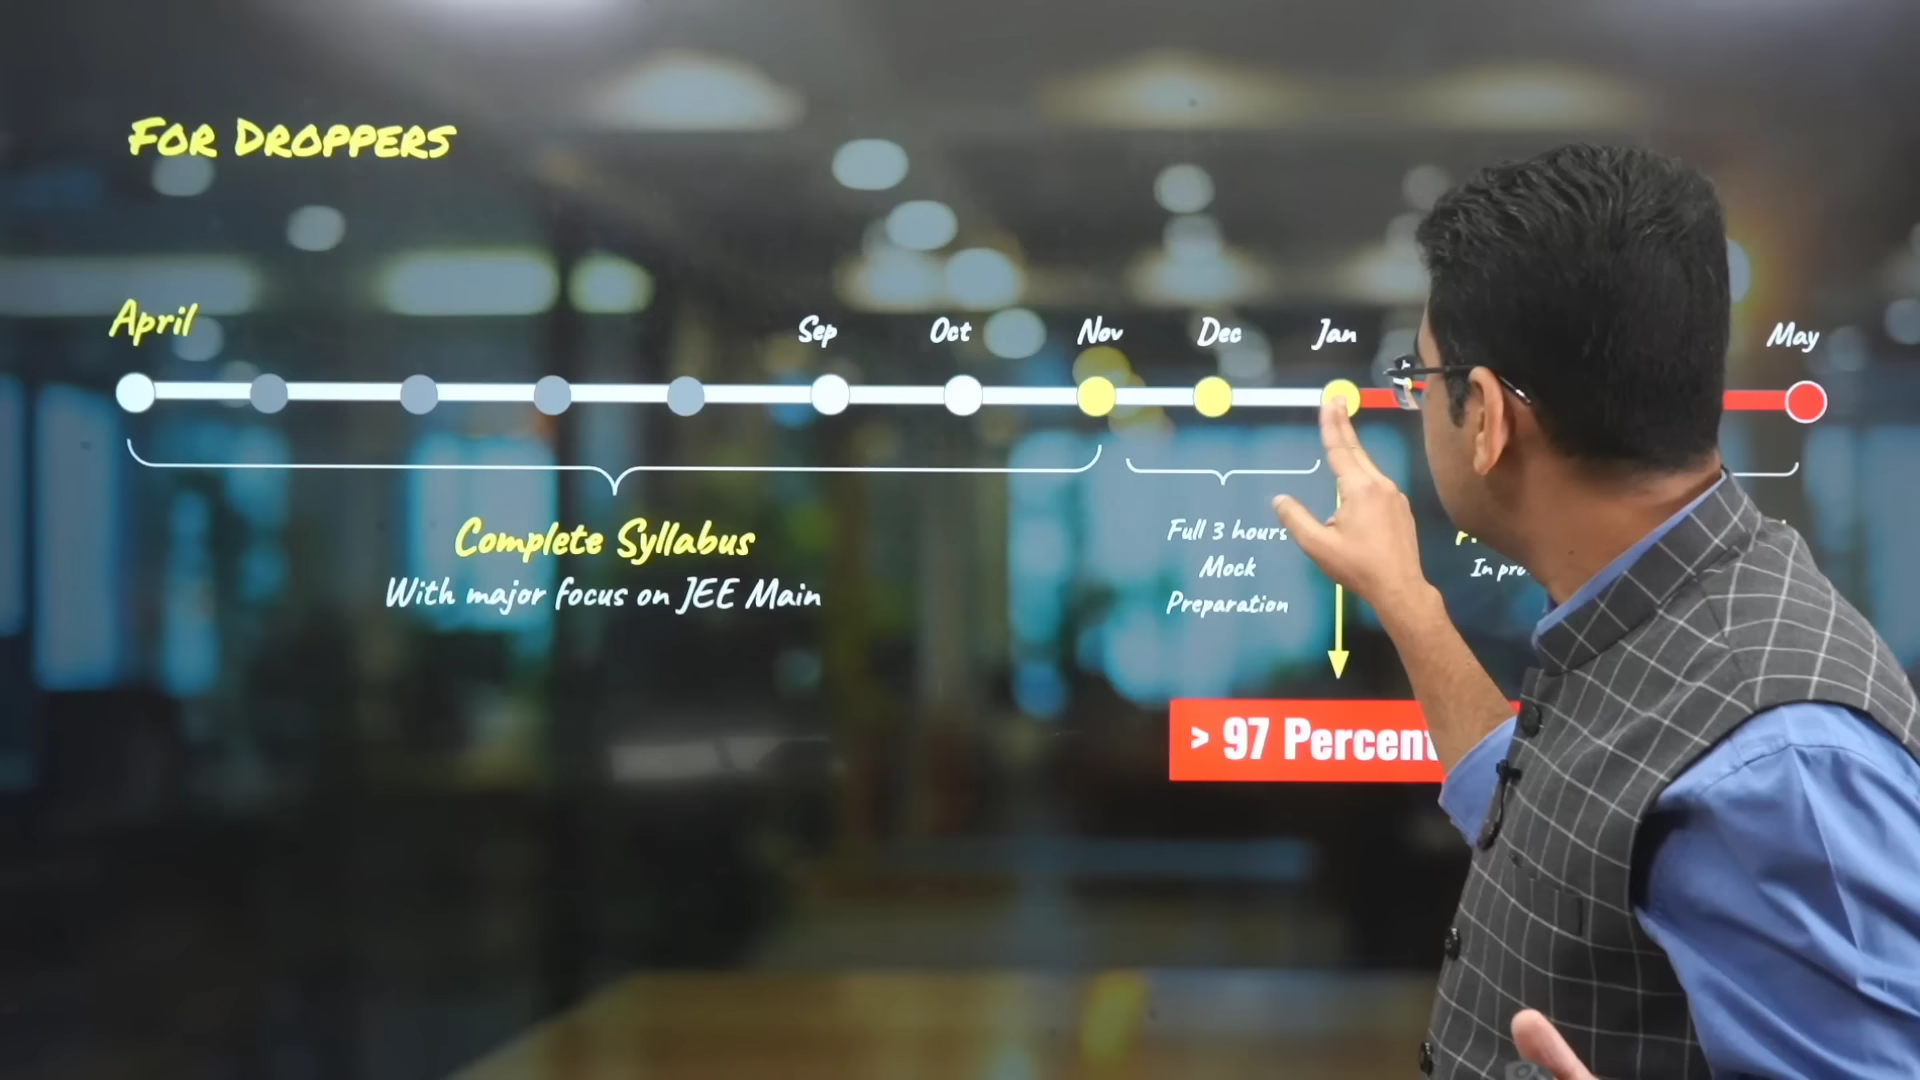 FOR DROPPERS
April Sep Oct Nov Dec Jan May
Complete Syllabus
With major focus on JEE Main
Full 3 hours
Mock
Preparation
In
> 97